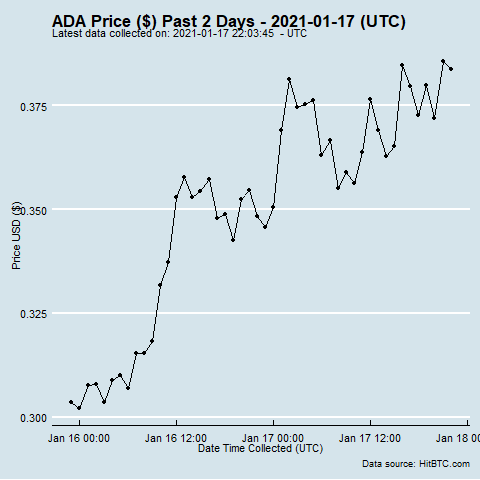 ADA Price ($) Past 2 Days - 2021-01-17 (UTC)
Latest data collected on: 2021-01-17 22:03:45 - UTC
Price USD ($)
0.375
0.350
0.325
0.300
Jan 16 00:00 Jan 16 12:00 Jan 17 00:00 Jan 17 12:00 Jan 18 00
Date Time Collected (UTC)
Data source: HitBTC.com